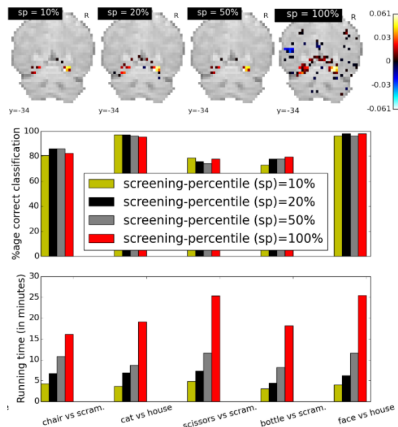 sp = 10%
sp = 20%
sp = 50%
sp = 100%
R
R
R
R
y=-34
y=-34
y=-34
y=-34
0.061
0.03
0
-0.03
-0.061
%age correct classification
100
80
60
40
20
0
screening-percentile (sp)=10%
screening-percentile (sp)=20%
screening-percentile (sp)=50%
screening-percentile (sp)=100%
Running time (in minutes)
30
25
20
15
10
5
0
chair vs scram.
cat vs house
scissors vs scram.
bottle vs scram.
face vs house